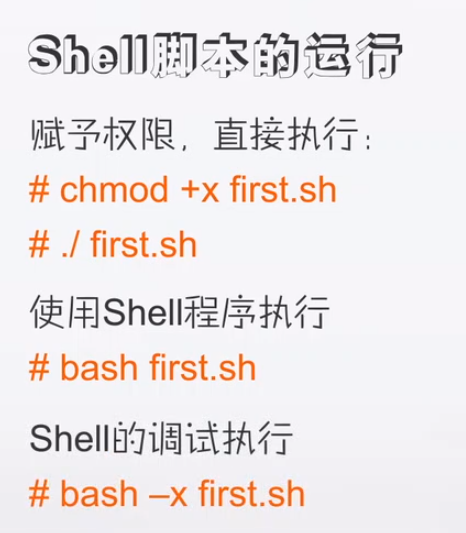 Shell脚本的运行
赋予权限，直接执行：
# chmod +x first.sh
# ./ first.sh
使用Shell程序执行
# bash first.sh
Shell的调试执行
# bash –x first.sh